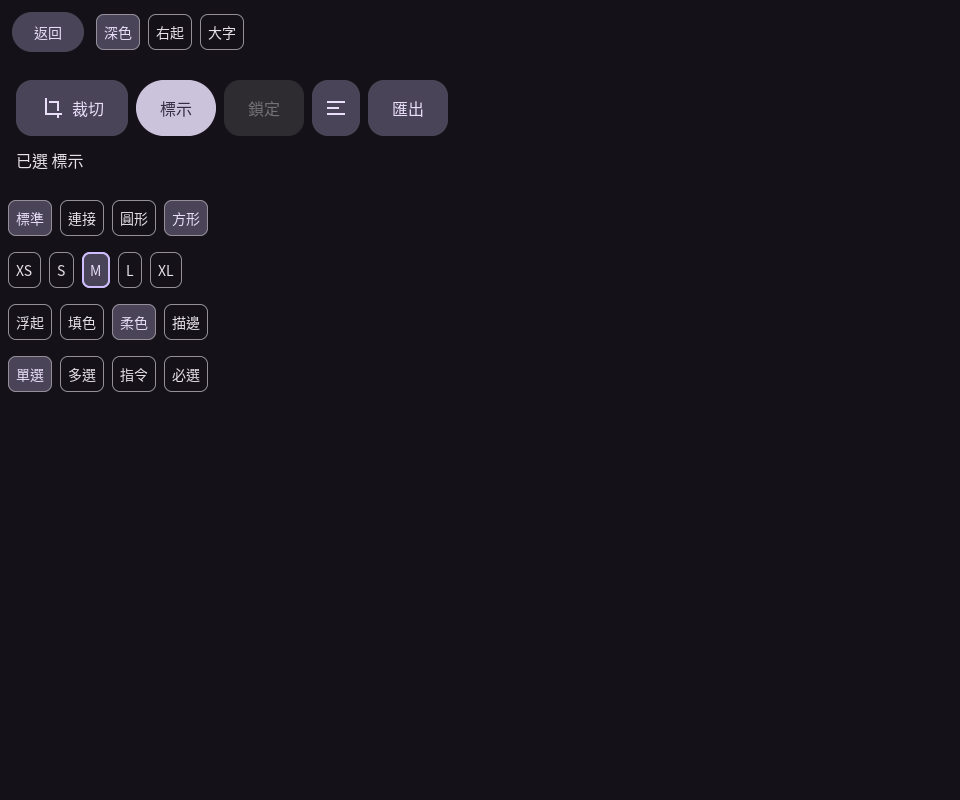 返回 深色 右起 大字
裁切 標示 鎖定 匯出
已選 標示
標準 連接 圓形 方形
XS S M L XL
浮起 填色 柔色 描邊
單選 多選 指令 必選